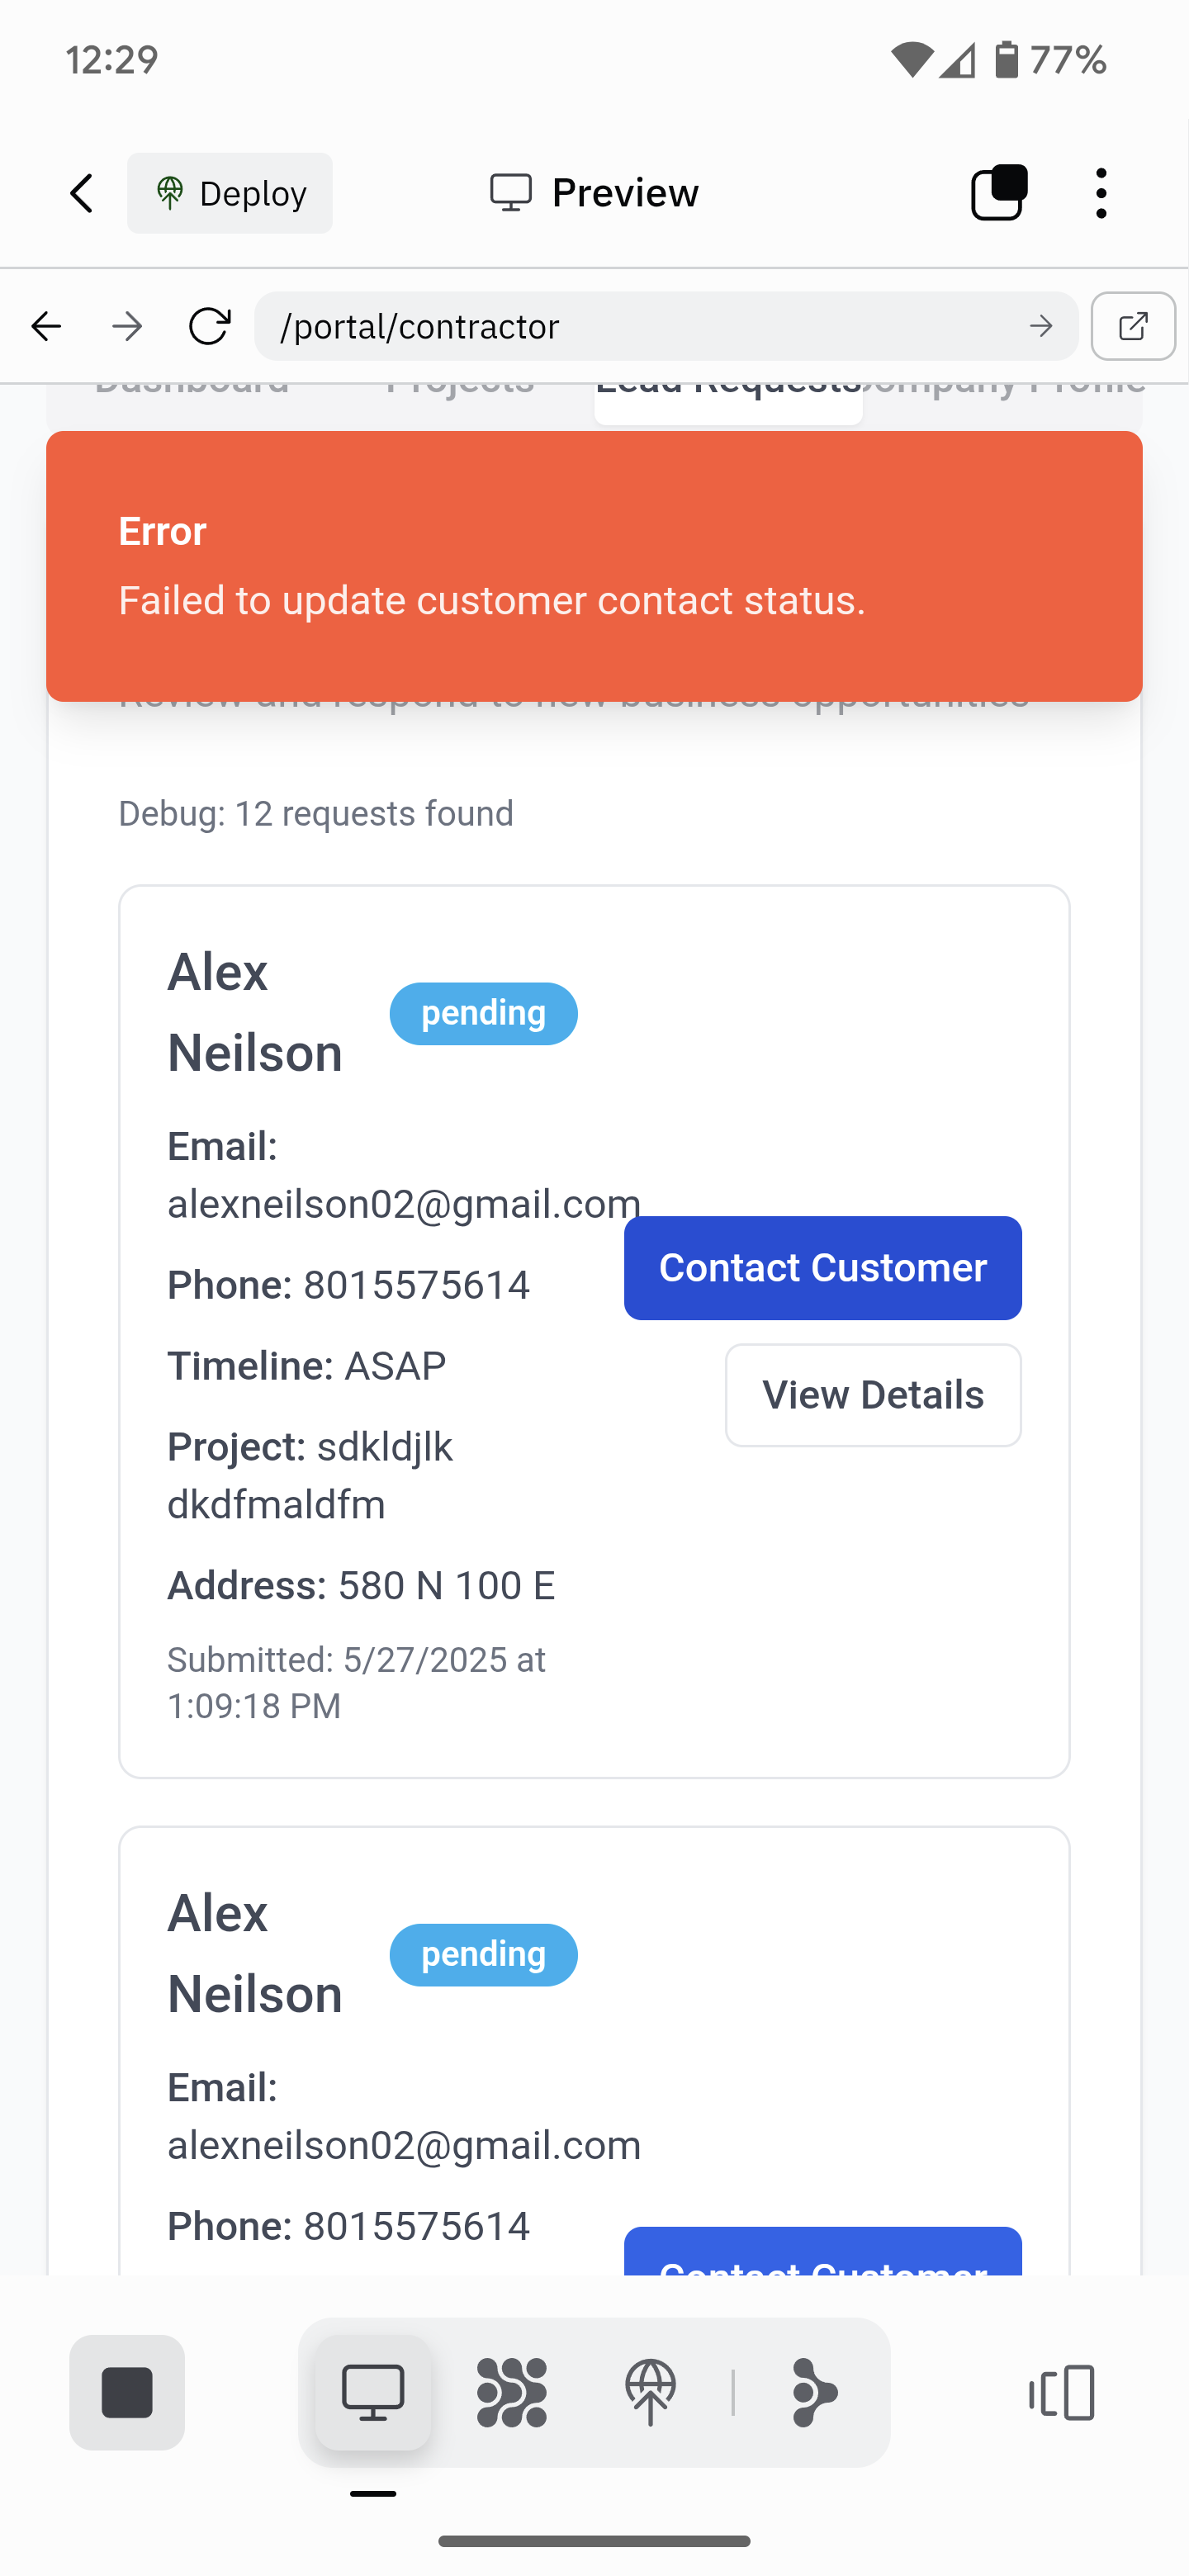 12:29
77%
Deploy
Preview
/portal/contractor
Dashboard Projects Lead Requests Company Profile
Error
Failed to update customer contact status.
Review and respond to new business opportunities
Debug: 12 requests found
Alex
Neilson
pending
Email:
alexneilson02@gmail.com
Contact Customer
Phone: 8015575614
Timeline: ASAP
View Details
Project: sdkldjlk
dkdfmaldfm
Address: 580 N 100 E
Submitted: 5/27/2025 at
1:09:18 PM
Alex
Neilson
pending
Email:
alexneilson02@gmail.com
Phone: 8015575614
Contact Customer